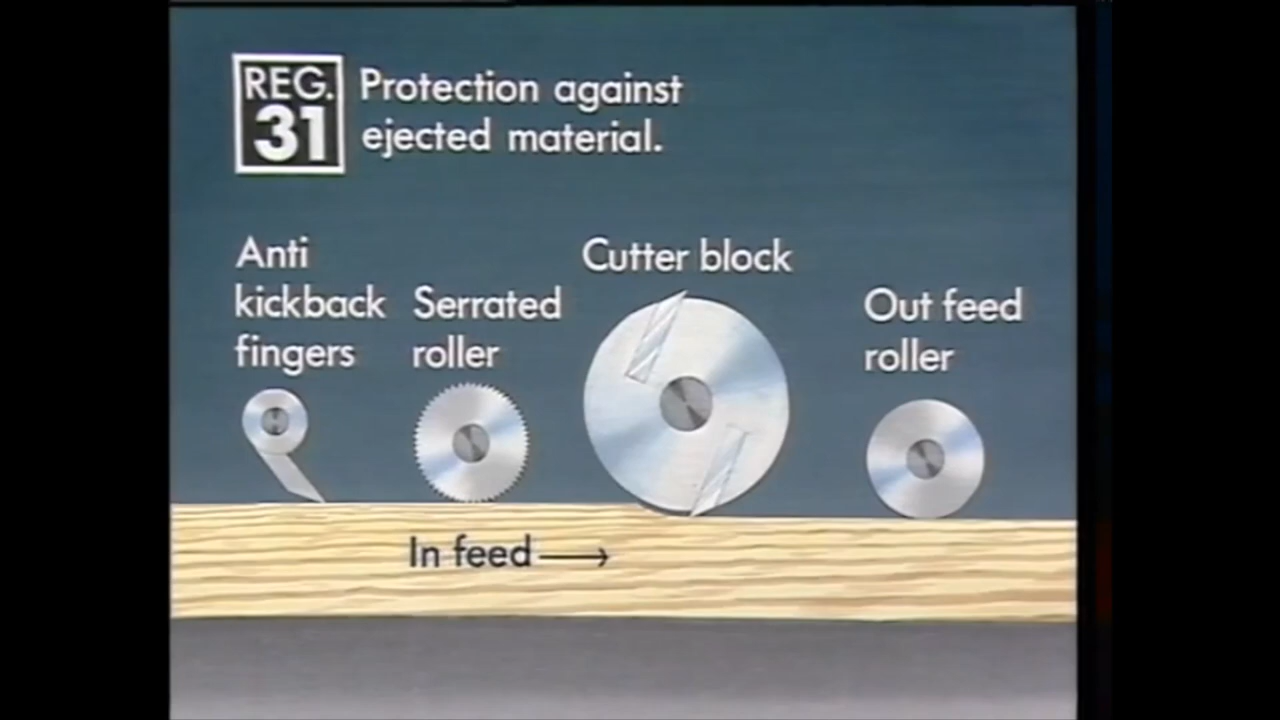 REG.
31
Protection against
ejected material.
Anti
kickback
fingers
Serrated
roller
Cutter block
Out feed
roller
In feed